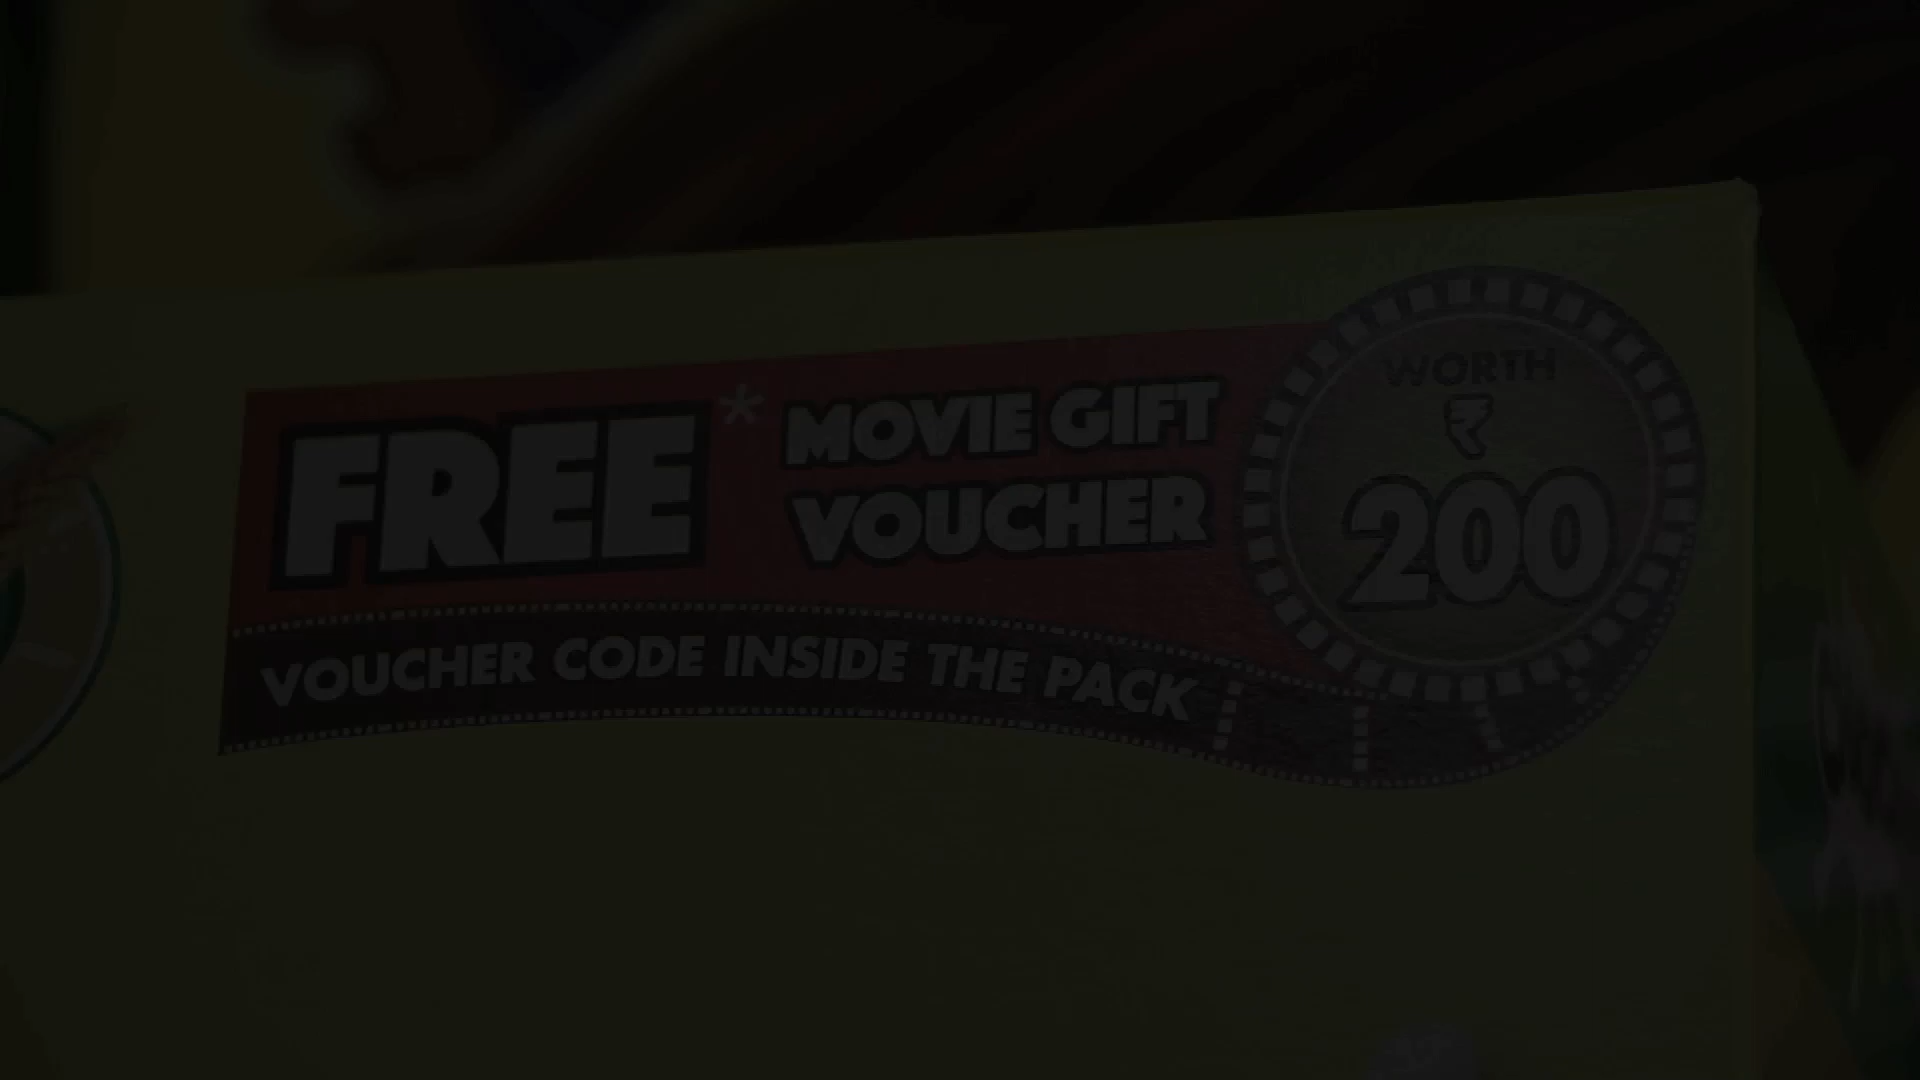 FREE*
MOVIE GIFT
VOUCHER
WORTH
₹
200
VOUCHER CODE INSIDE THE PACK